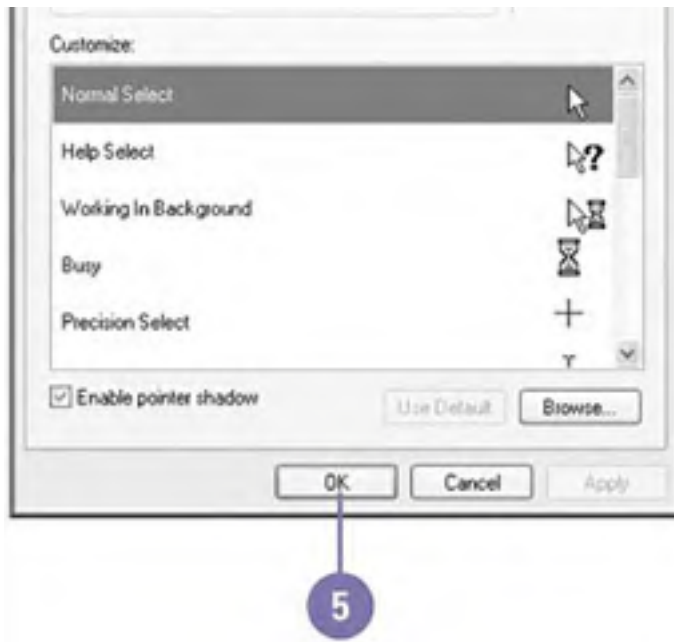 Customize:
Normal Select
Help Select
Working In Background
Busy
Precision Select
Enable pointer shadow
Use Default
Browse...
OK
Cancel
Apply
5